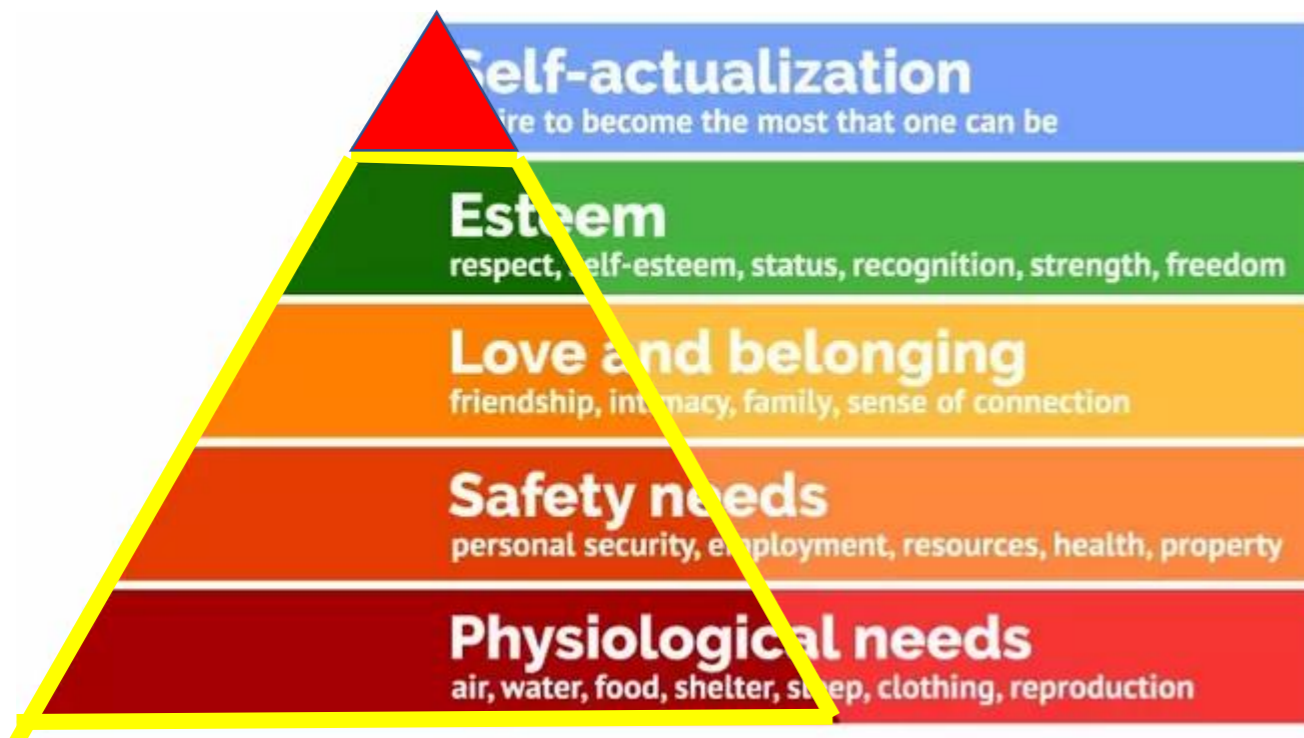 Self-actualization
ire to become the most that one can be
Esteem
respect, self-esteem, status, recognition, strength, freedom
Love and belonging
friendship, intimacy, family, sense of connection
Safety needs
personal security, employment, resources, health, property
Physiological needs
air, water, food, shelter, sleep, clothing, reproduction